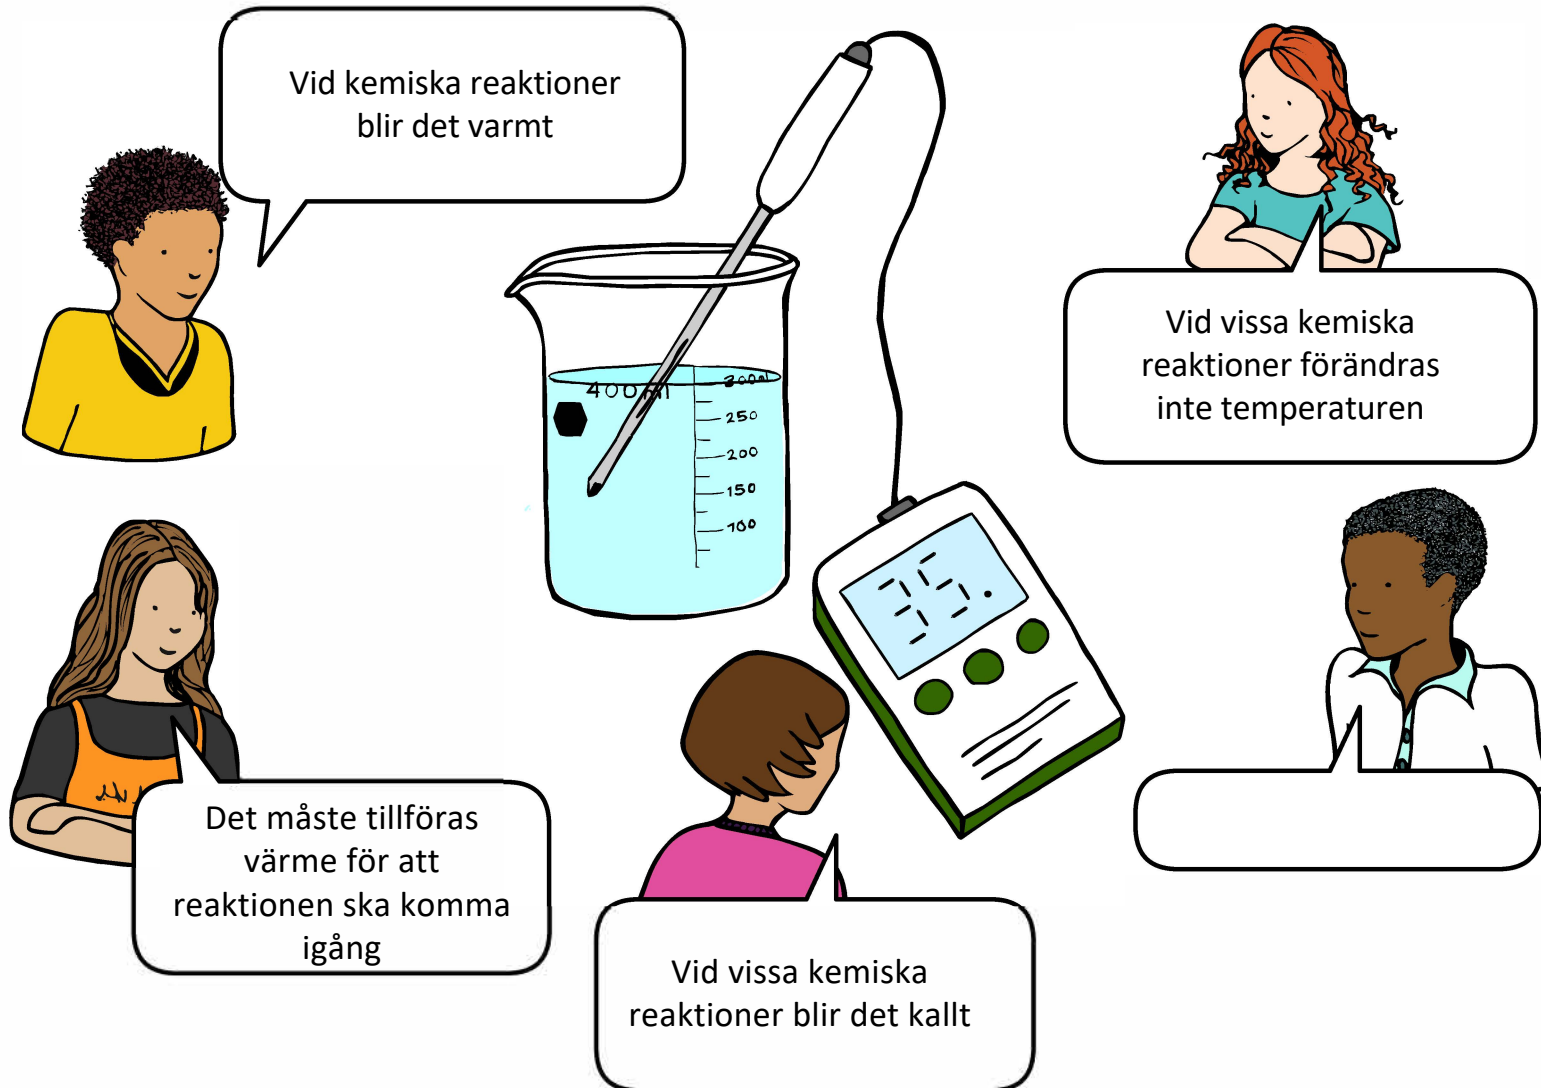 Vid kemiska reaktioner
blir det varmt
Vid vissa kemiska
reaktioner förändras
inte temperaturen
400ml
300ml
250
200
150
100
35.
Det måste tillföras
värme för att
reaktionen ska komma
igång
Vid vissa kemiska
reaktioner blir det kallt